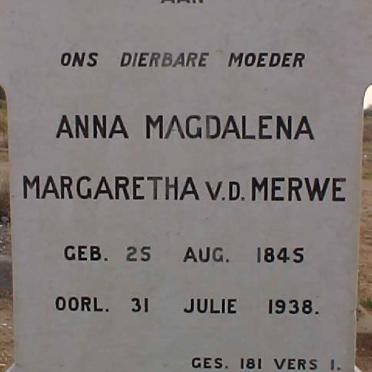 AAN
ONS DIERBARE MOEDER
ANNA MAGDALENA
MARGARETHA V.D. MERWE
GEB. 25 AUG. 1845
OORL. 31 JULIE 1938.
GES. 181 VERS 1.